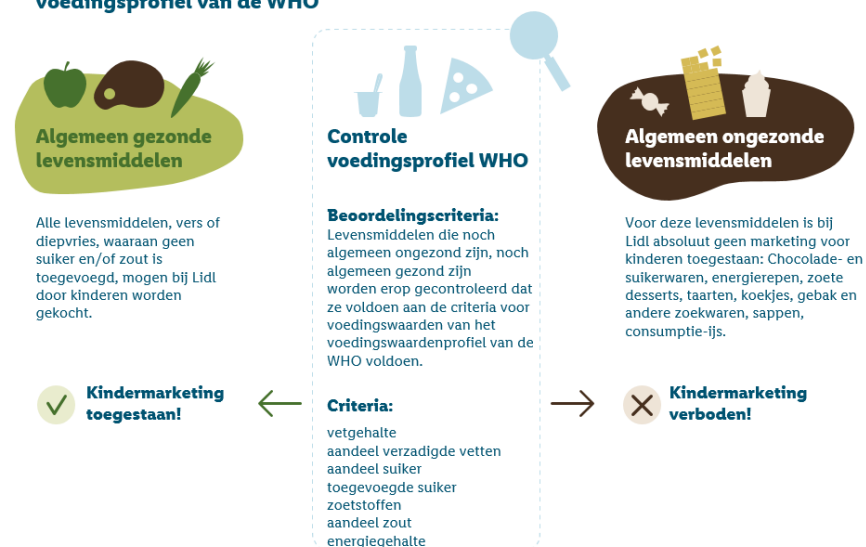 voedingsprofiel van de WHO
Algemeen gezonde
levensmiddelen
Alle levensmiddelen, vers of
diepvries, waaraan geen
suiker en/of zout is
toegevoegd, mogen bij Lidl
door kinderen worden
gekocht.
Kindermarketing
toegestaan!
Controle
voedingsprofiel WHO
Beoordelingscriteria:
Levensmiddelen die noch
algemeen ongezond zijn, noch
algemeen gezond zijn
worden erop gecontroleerd dat
ze voldoen aan de criteria voor
voedingswaarden van het
voedingswaardenprofiel van de
WHO voldoen.
Criteria:
vetgehalte
aandeel verzadigde vetten
aandeel suiker
toegevoegde suiker
zoetstoffen
aandeel zout
energiegehalte
Algemeen ongezonde
levensmiddelen
Voor deze levensmiddelen is bij
Lidl absoluut geen marketing voor
kinderen toegestaan: Chocolade- en
suikerwaren, energierepen, zoete
desserts, taarten, koekjes, gebak en
andere zoekwaren, sappen,
consumptie-ijs.
Kindermarketing
verboden!